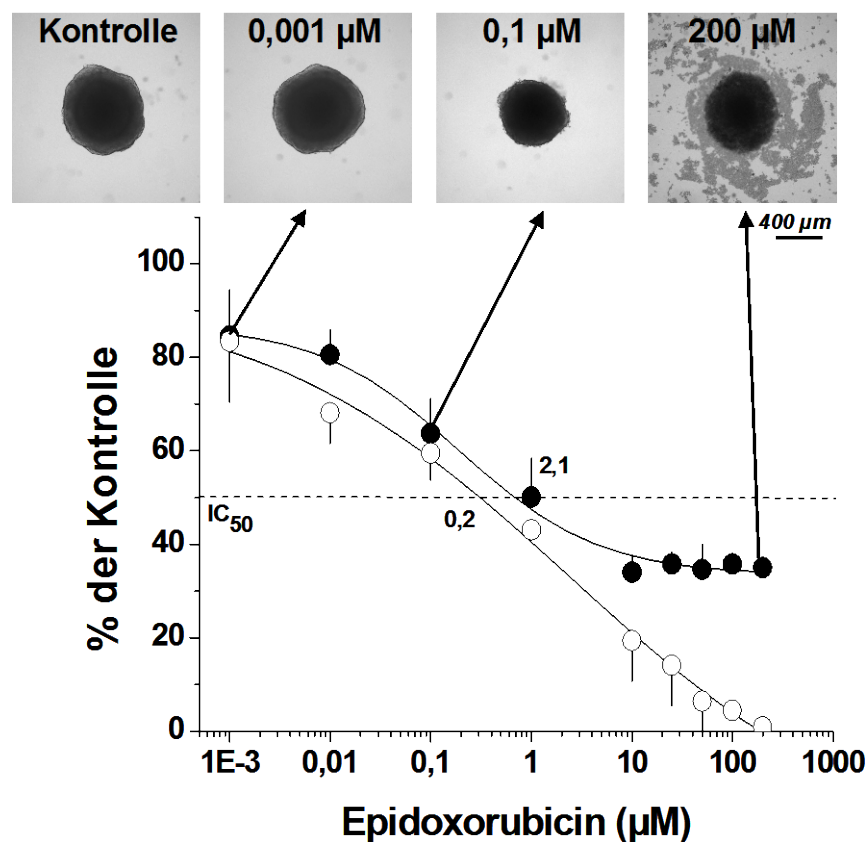 Kontrolle 0,001 µM 0,1 µM 200 µM
400 µm
100
80
60
40
20
0
% der Kontrolle
IC50
0,2
2,1
1E-3 0,01 0,1 1 10 100 1000
Epidoxorubicin (µM)